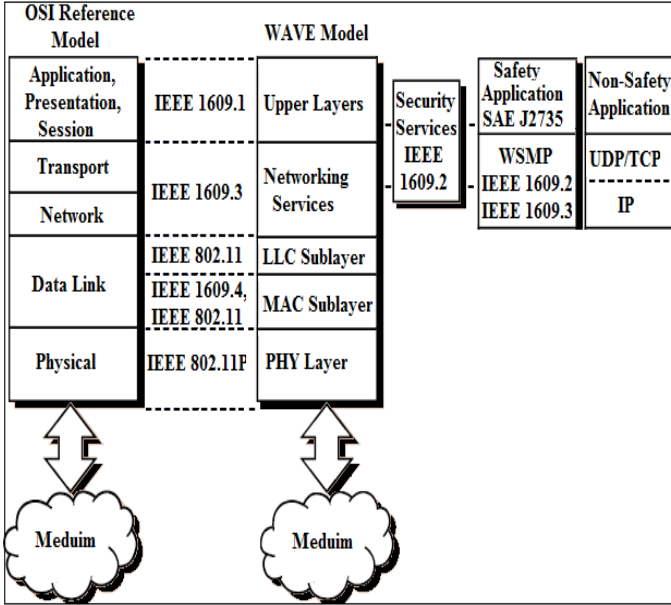 OSI Reference
Model
Application,
Presentation,
Session
Transport
Network
Data Link
Physical
Meduim
IEEE 1609.1
IEEE 1609.3
IEEE 802.11
IEEE 1609.4,
IEEE 802.11
IEEE 802.11P
WAVE Model
Upper Layers
Networking
Services
LLC Sublayer
MAC Sublayer
PHY Layer
Meduim
Security
Services
IEEE
1609.2
Safety
Application
SAE J2735
WSMP
IEEE 1609.2
IEEE 1609.3
Non-Safety
Application
UDP/TCP
IP